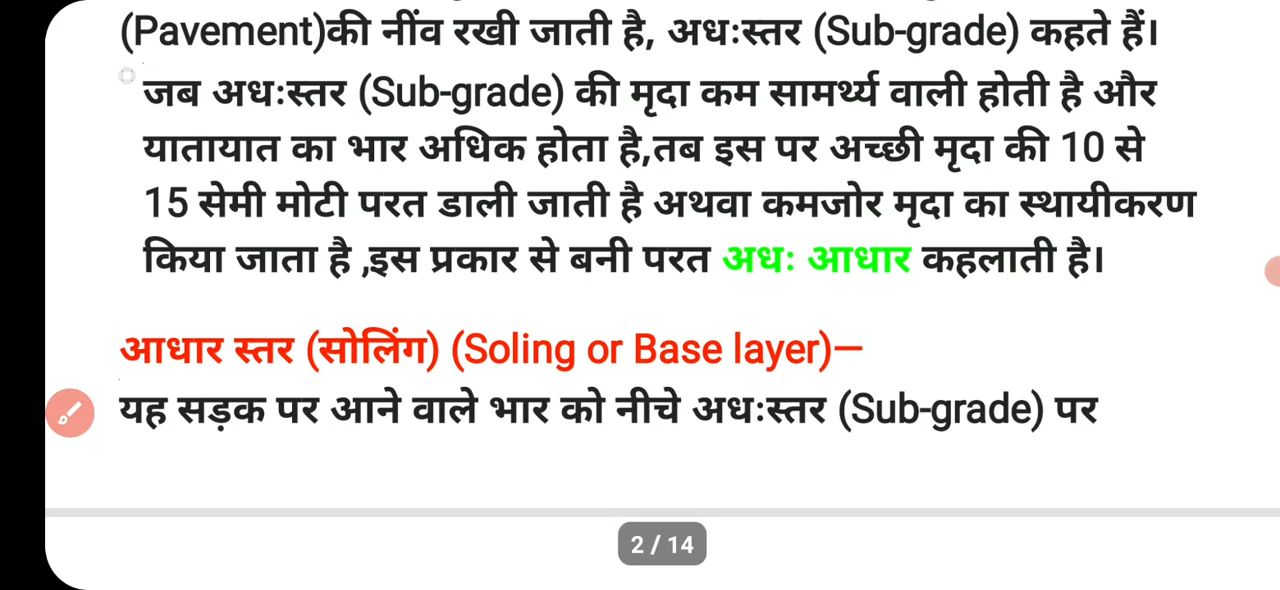 (Pavement)की नींव रखी जाती है, अधःस्तर (Sub-grade) कहते हैं।
जब अधःस्तर (Sub-grade) की मृदा कम सामर्थ्य वाली होती है और
यातायात का भार अधिक होता है,तब इस पर अच्छी मृदा की 10 से
15 सेमी मोटी परत डाली जाती है अथवा कमजोर मृदा का स्थायीकरण
किया जाता है ,इस प्रकार से बनी परत अधः आधार कहलाती है।
आधार स्तर (सोलिंग) (Soling or Base layer)—
यह सड़क पर आने वाले भार को नीचे अधःस्तर (Sub-grade) पर
2 / 14